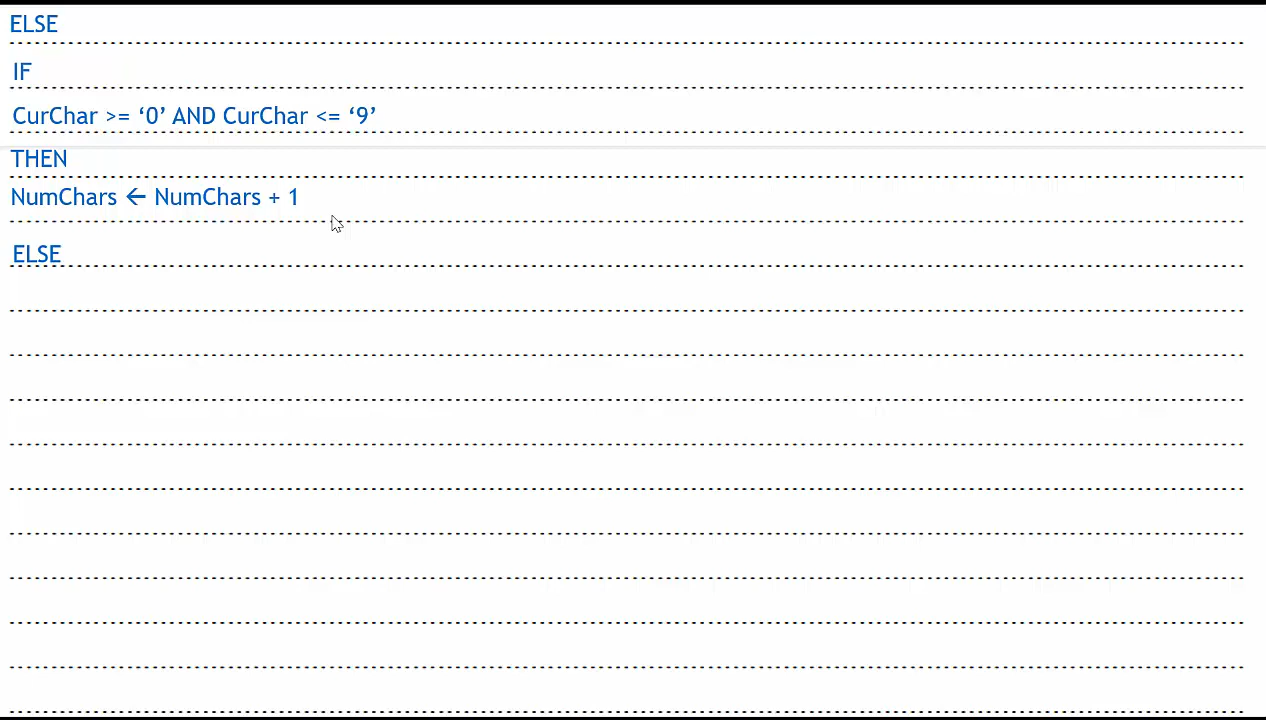 ELSE
IF
CurChar >= ‘0’ AND CurChar <= ‘9’
THEN
NumChars ← NumChars + 1
ELSE